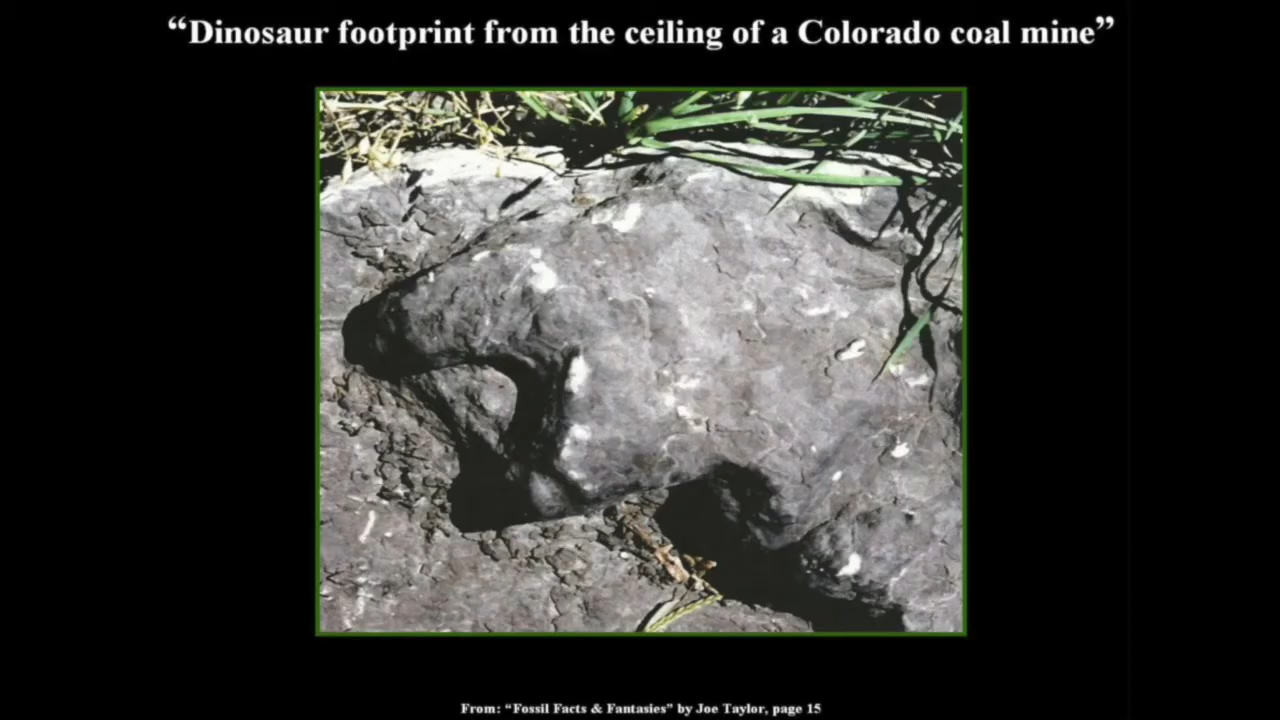 “Dinosaur footprint from the ceiling of a Colorado coal mine”
From: “Fossil Facts & Fantasies” by Joe Taylor, page 15